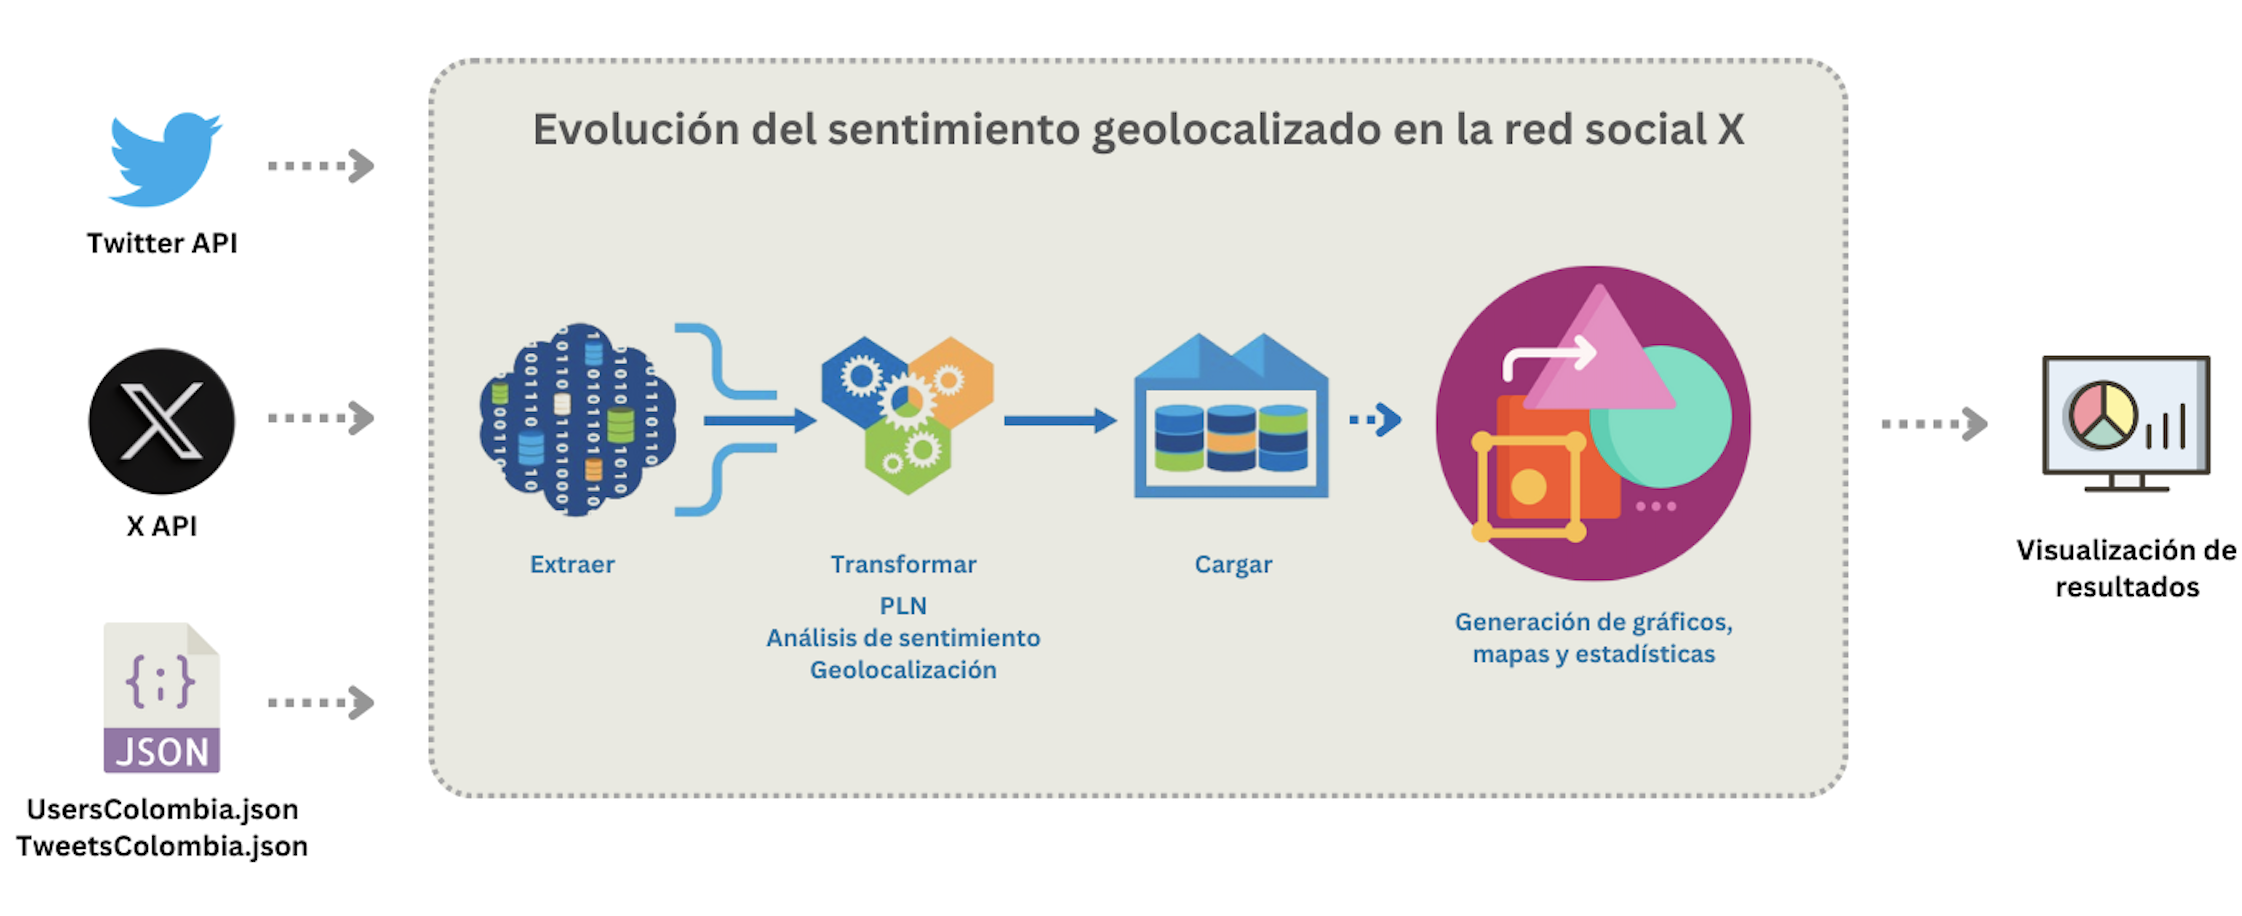 Evolución del sentimiento geolocalizado en la red social X
Twitter API
X API
JSON
UsersColombia.json
TweetsColombia.json
Extraer
Transformar
PLN
Análisis de sentimiento
Geolocalización
Cargar
Generación de gráficos,
mapas y estadísticas
Visualización de
resultados